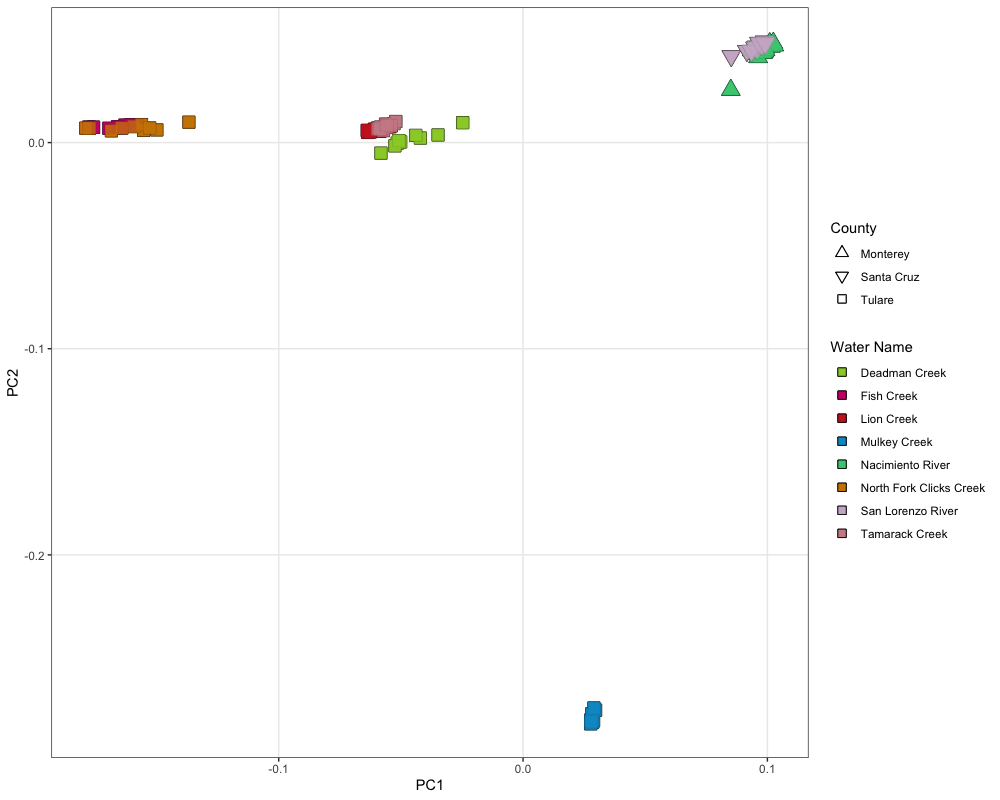 0.0
-0.1
-0.2
PC2
-0.1
0.0
0.1
PC1
County
Monterey
Santa Cruz
Tulare
Water Name
Deadman Creek
Fish Creek
Lion Creek
Mulkey Creek
Nacimiento River
North Fork Clicks Creek
San Lorenzo River
Tamarack Creek